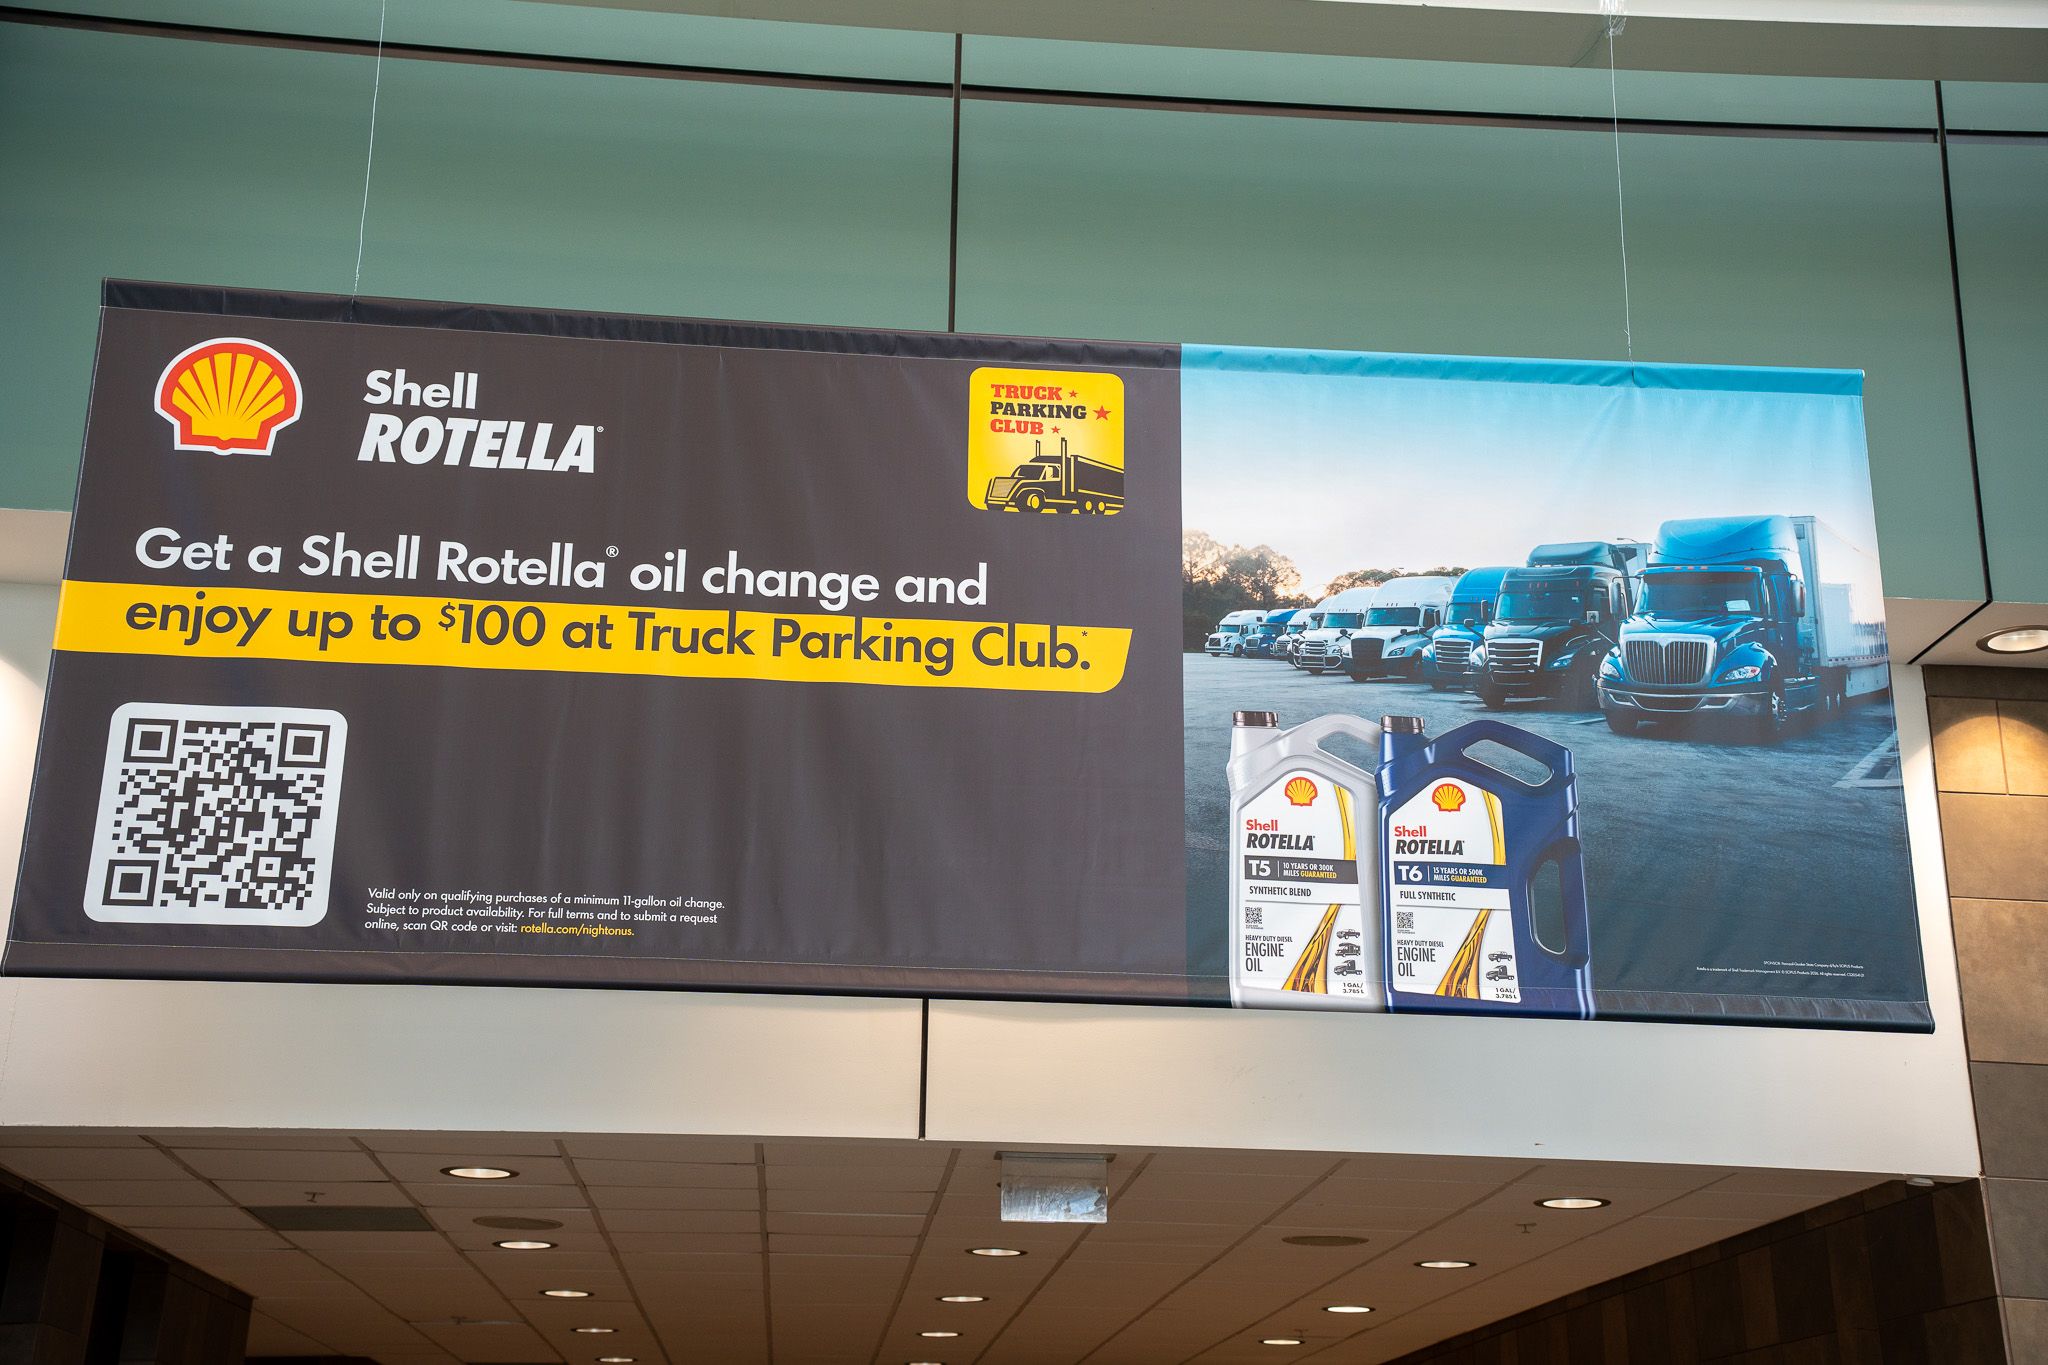 Shell
ROTELLA®
TRUCK
PARKING
CLUB
Get a Shell Rotella® oil change and
enjoy up to $100 at Truck Parking Club.*
Valid only on qualifying purchases of a minimum 11-gallon oil change.
Subject to product availability. For full terms and to submit a request
online, scan QR code or visit: rotella.com/nightonus.
Shell
ROTELLA
T5
10 YEARS OR 300K
MILES GUARANTEED
SYNTHETIC BLEND
HEAVY DUTY DIESEL
ENGINE
OIL
1 GAL/
3.785 L
Shell
ROTELLA
T6
15 YEARS OR 500K
MILES GUARANTEED
FULL SYNTHETIC
HEAVY DUTY DIESEL
ENGINE
OIL
1 GAL/
3.785 L